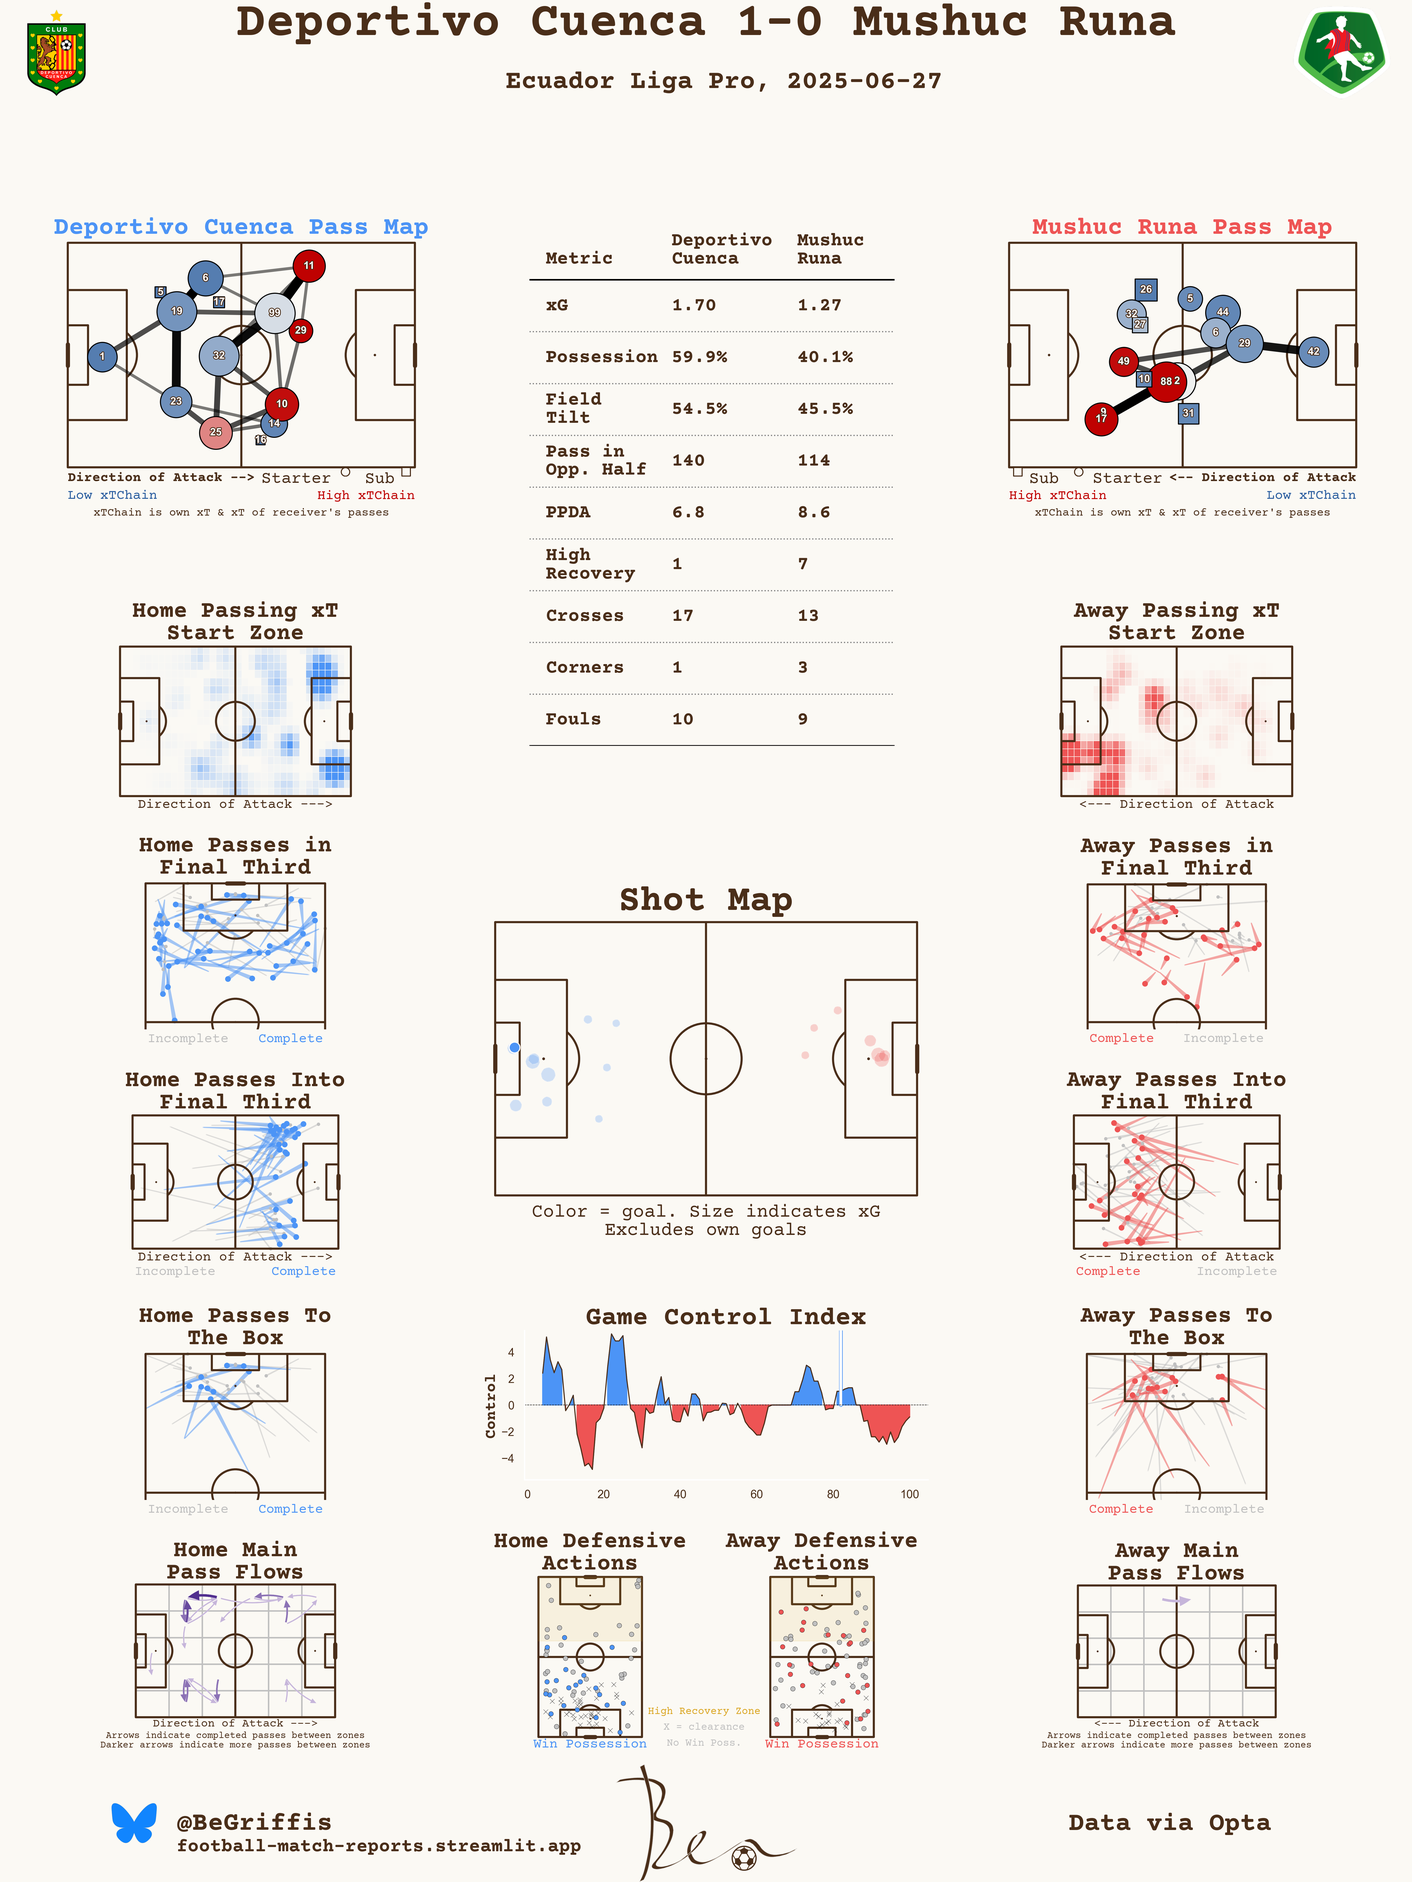 Deportivo Cuenca 1-0 Mushuc Runa
Ecuador Liga Pro, 2025-06-27
CLUB
DEPORTIVO
CUENCA
Deportivo Cuenca Pass Map
11
6
5
17
19
99
29
1
32
23
10
14
25
16
Direction of Attack --> Starter Sub
Low xTChain High xTChain
xTChain is own xT & xT of receiver's passes
Metric Deportivo Cuenca Mushuc Runa
xG 1.70 1.27
Possession 59.9% 40.1%
Field Tilt 54.5% 45.5%
Pass in Opp. Half 140 114
PPDA 6.8 8.6
High Recovery 1 7
Crosses 17 13
Corners 1 3
Fouls 10 9
Mushuc Runa Pass Map
26
5
32
27
44
6
29
42
49
10
88
2
9
17
31
Sub Starter <-- Direction of Attack
High xTChain Low xTChain
xTChain is own xT & xT of receiver's passes
Home Passing xT
Start Zone
Direction of Attack --->
Home Passes in
Final Third
Incomplete Complete
Home Passes Into
Final Third
Direction of Attack --->
Incomplete Complete
Home Passes To
The Box
Incomplete Complete
Home Main
Pass Flows
Direction of Attack --->
Arrows indicate completed passes between zones
Darker arrows indicate more passes between zones
Shot Map
Color = goal. Size indicates xG
Excludes own goals
Game Control Index
Control
4
2
0
−2
−4
0 20 40 60 80 100
Home Defensive
Actions
Win Possession
Away Defensive
Actions
Win Possession
High Recovery Zone
X = clearance
No Win Poss.
Away Passing xT
Start Zone
<--- Direction of Attack
Away Passes in
Final Third
Complete Incomplete
Away Passes Into
Final Third
<--- Direction of Attack
Complete Incomplete
Away Passes To
The Box
Complete Incomplete
Away Main
Pass Flows
<--- Direction of Attack
Arrows indicate completed passes between zones
Darker arrows indicate more passes between zones
@BeGriffis
football-match-reports.streamlit.app
Ben
Data via Opta